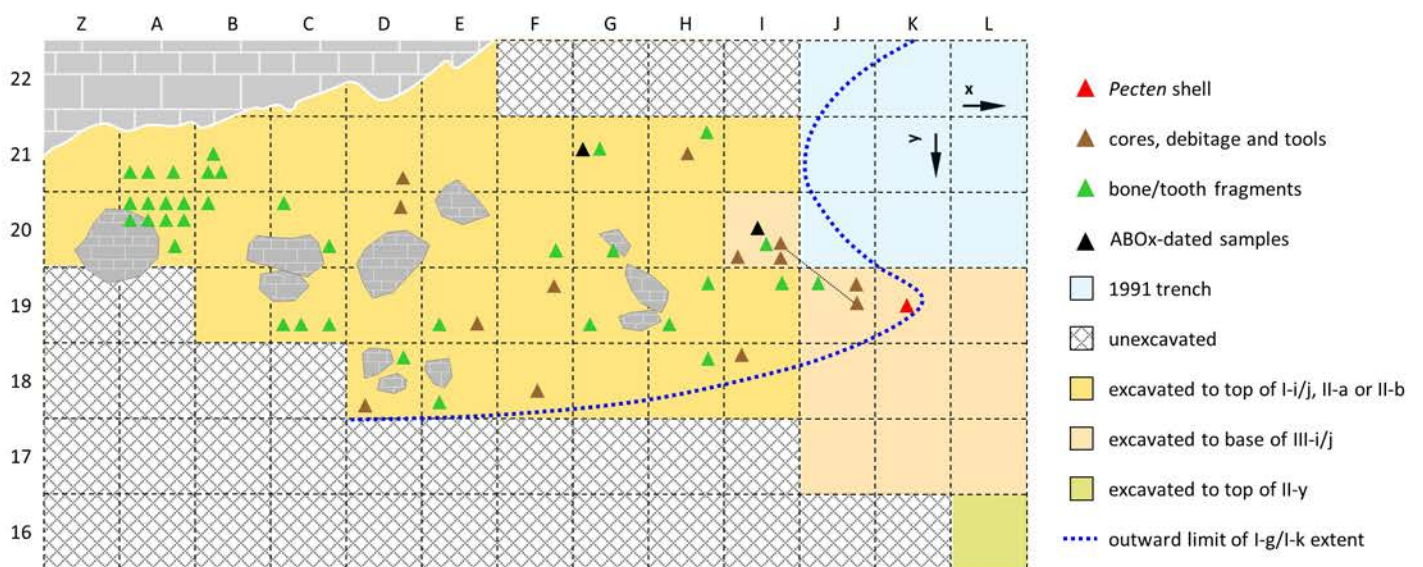 Z A B C D E F G H I J K L
22
21
20
19
18
17
16
x
y
Pecten shell
cores, debitage and tools
bone/tooth fragments
ABOx-dated samples
1991 trench
unexcavated
excavated to top of I-i/j, II-a or II-b
excavated to base of III-i/j
excavated to top of II-y
outward limit of I-g/I-k extent